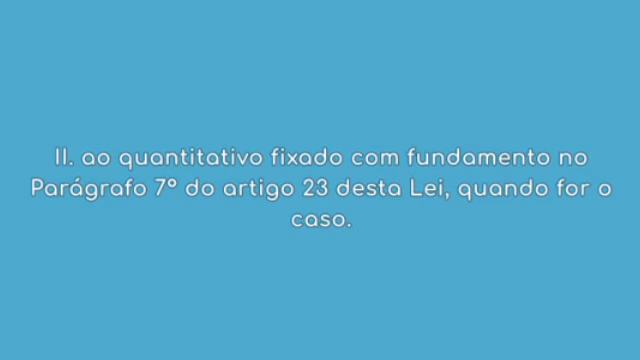 II. ao quantitativo fixado com fundamento no
Parágrafo 7º do artigo 23 desta Lei, quando for o
caso.